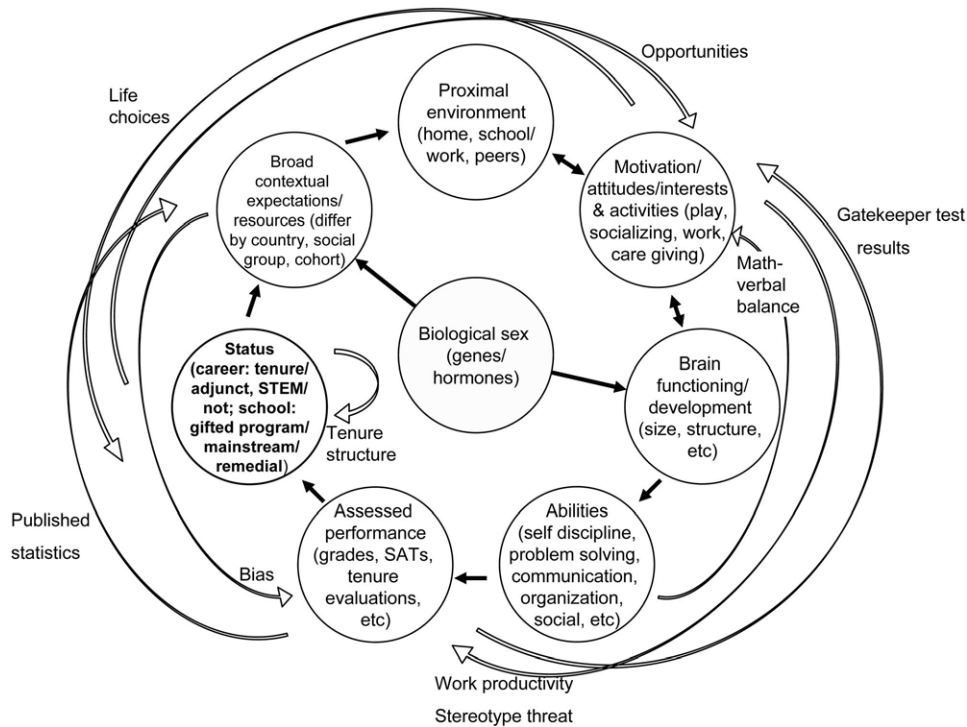 Opportunities
Life
choices
Proximal
environment
(home, school/
work, peers)
Broad
contextual
expectations/
resources (differ
by country, social
group, cohort)
Motivation/
attitudes/interests
& activities (play,
socializing, work,
care giving)
Gatekeeper test
results
Math-
verbal
balance
Biological sex
(genes/
hormones)
Status
(career: tenure/
adjunct, STEM/
not; school:
gifted program/
mainstream/
remedial)
Tenure
structure
Brain
functioning/
development
(size, structure,
etc)
Published
statistics
Bias
Assessed
performance
(grades, SATs,
tenure
evaluations,
etc)
Abilities
(self discipline,
problem solving,
communication,
organization,
social, etc)
Work productivity
Stereotype threat